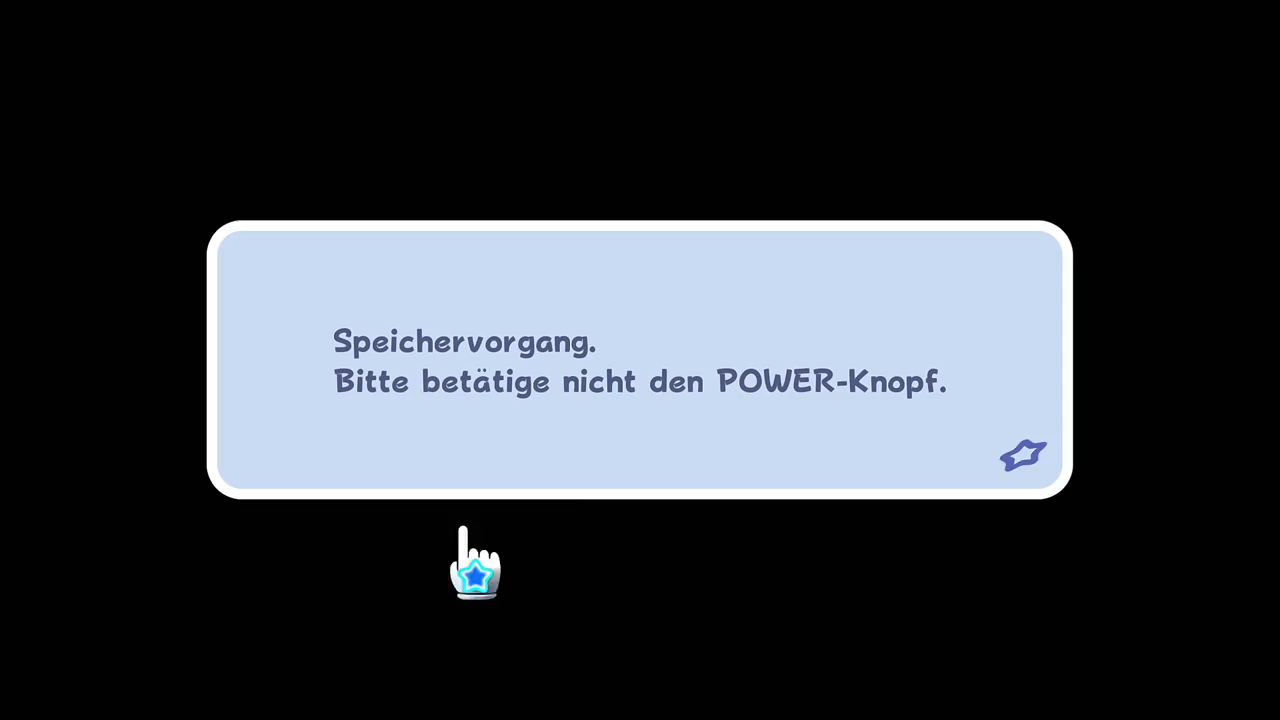 Speichervorgang.
Bitte betätige nicht den POWER-Knopf.